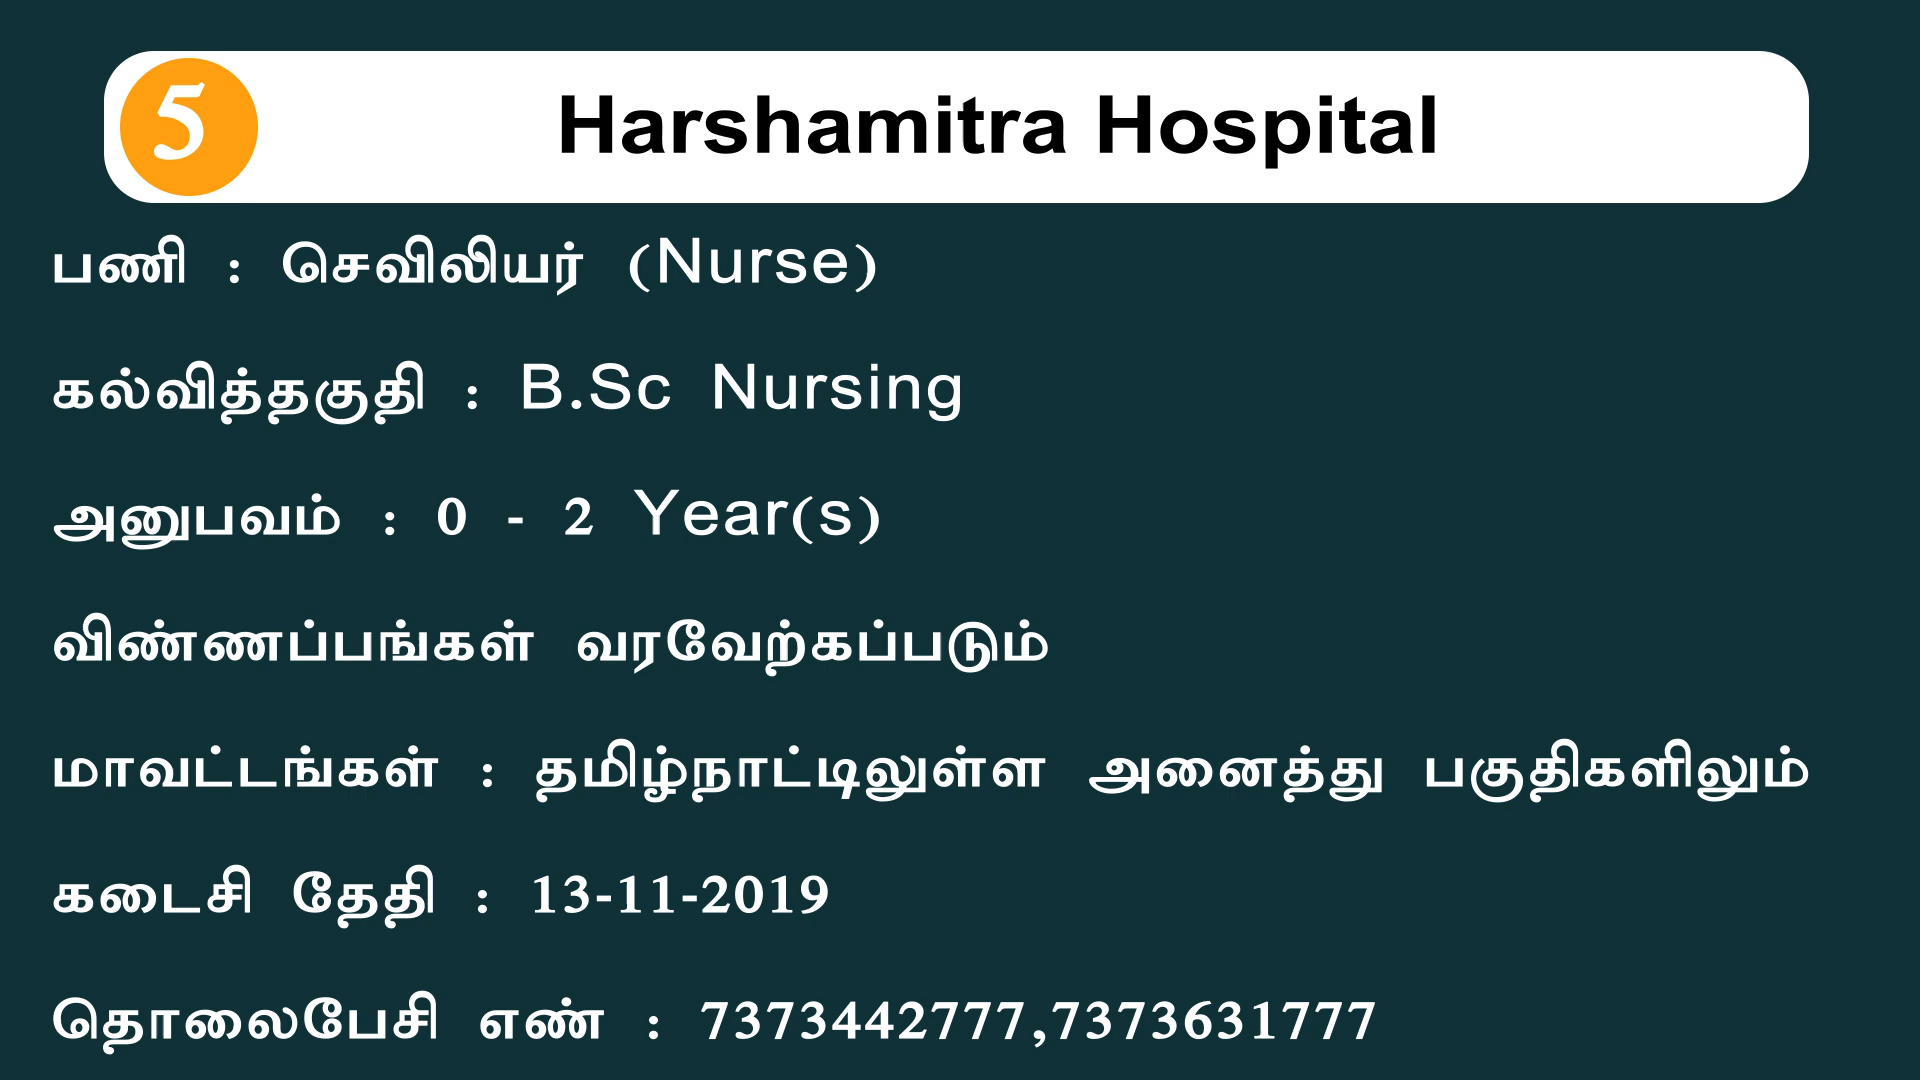 5
Harshamitra Hospital
பணி : செவிலியர் (Nurse)
கல்வித்தகுதி : B.Sc Nursing
அனுபவம் : 0 - 2 Year(s)
விண்ணப்பங்கள் வரவேற்கப்படும்
மாவட்டங்கள் : தமிழ்நாட்டிலுள்ள அனைத்து பகுதிகளிலும்
கடைசி தேதி : 13-11-2019
தொலைபேசி எண் : 7373442777,7373631777